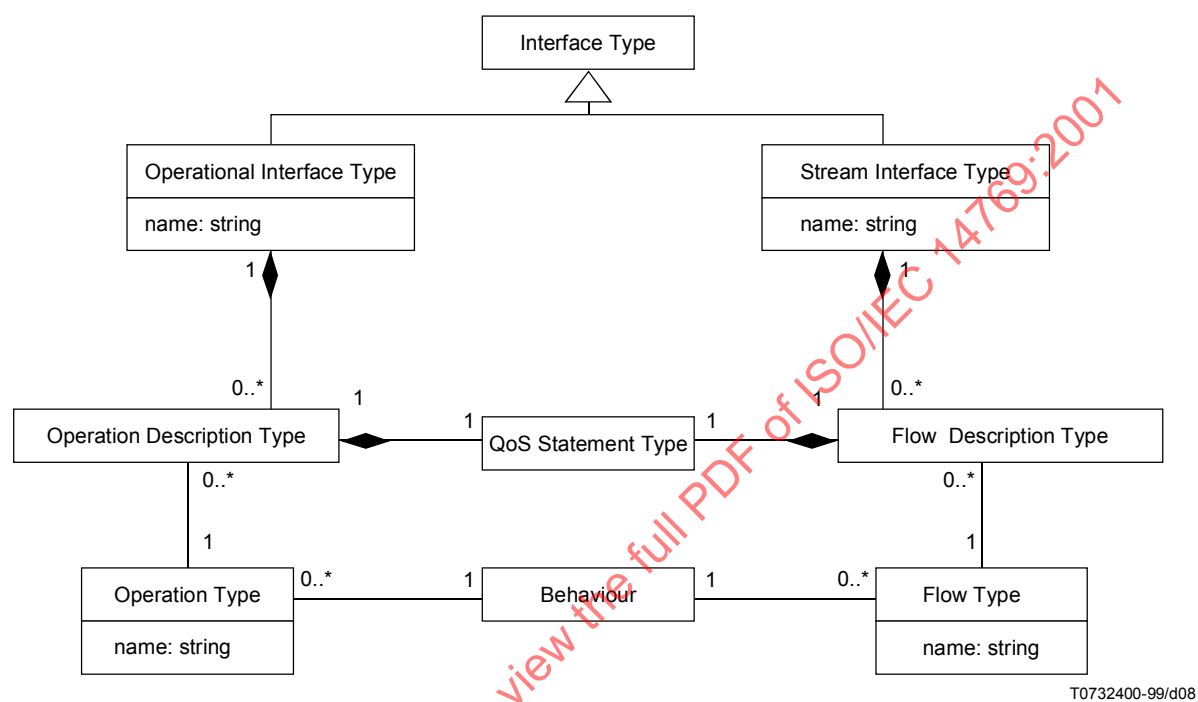 Interface Type
Operational Interface Type
name: string
Stream Interface Type
name: string
1
1
0..*
0..*
1
1
1
1
Operation Description Type
QoS Statement Type
Flow  Description Type
0..*
0..*
1
1
Operation Type
name: string
0..*
1
Behaviour
1
0..*
Flow Type
name: string
view the full PDF of ISO/IEC 14769:2001
T0732400-99/d08